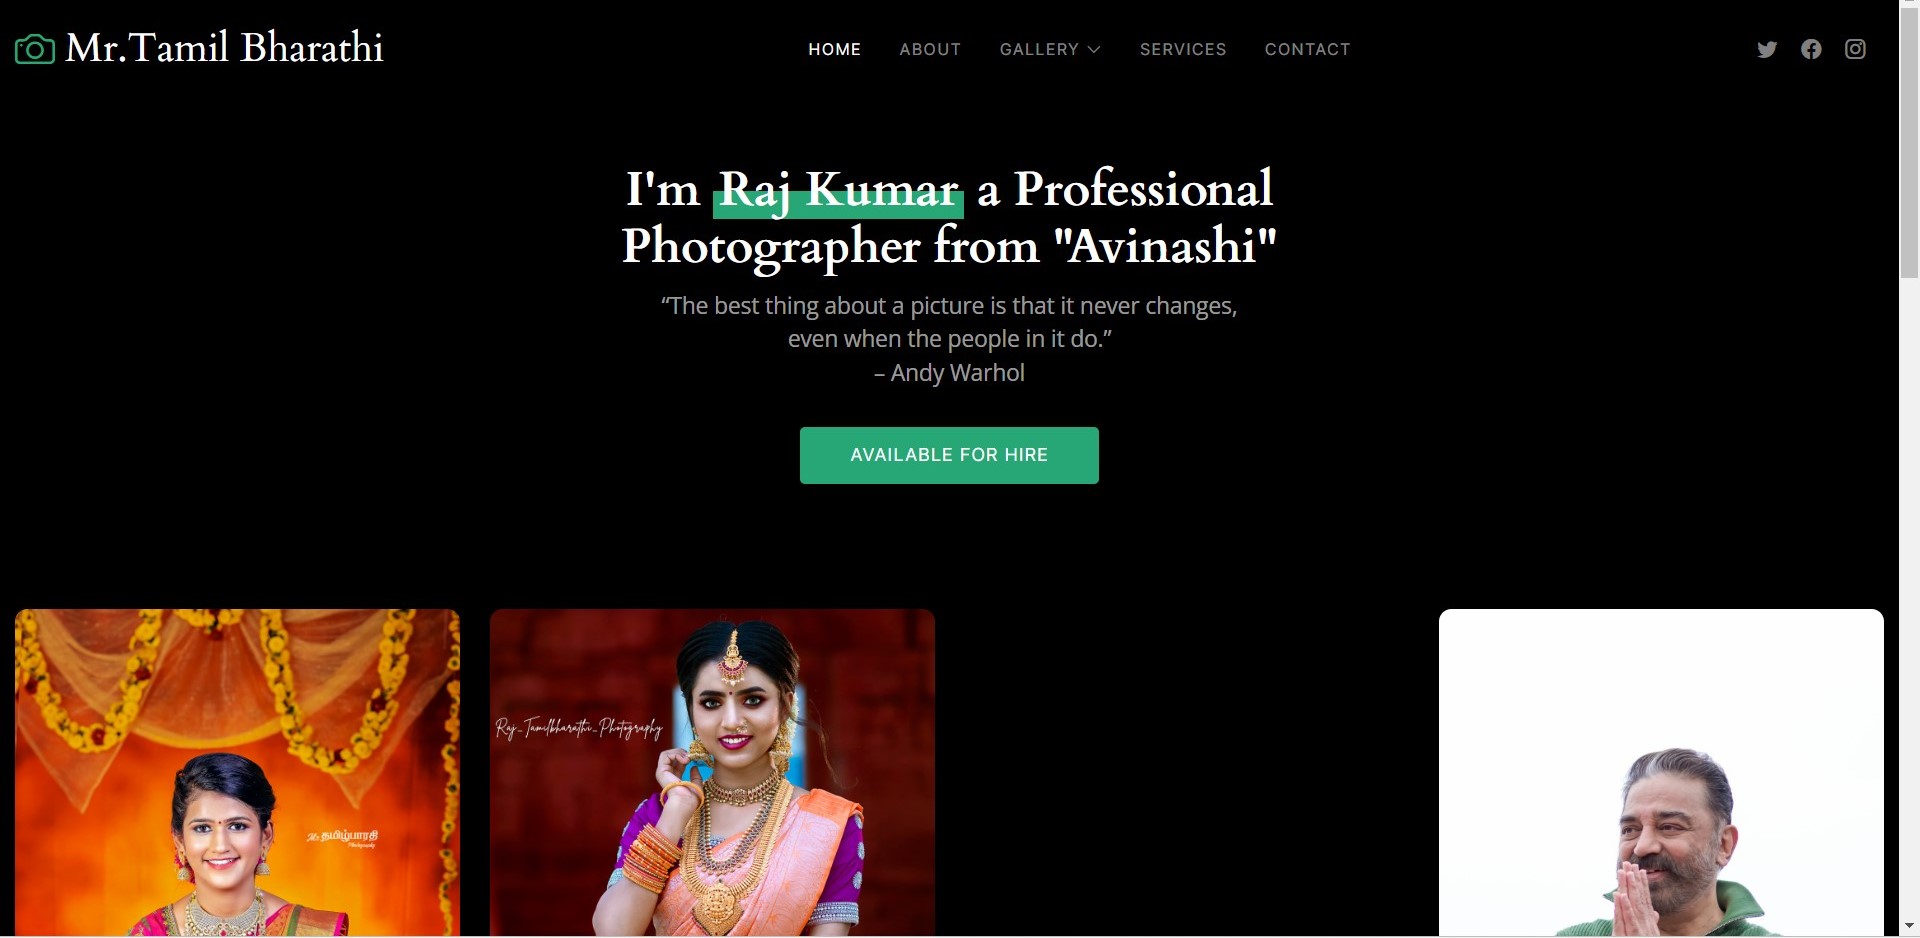 Mr.Tamil Bharathi
HOME ABOUT GALLERY SERVICES CONTACT
I'm Raj Kumar a Professional
Photographer from "Avinashi"
“The best thing about a picture is that it never changes,
even when the people in it do.”
– Andy Warhol
AVAILABLE FOR HIRE
Raj_Tamilbharathi_Photography
Mr. தமிழ்பாரதி
Photography